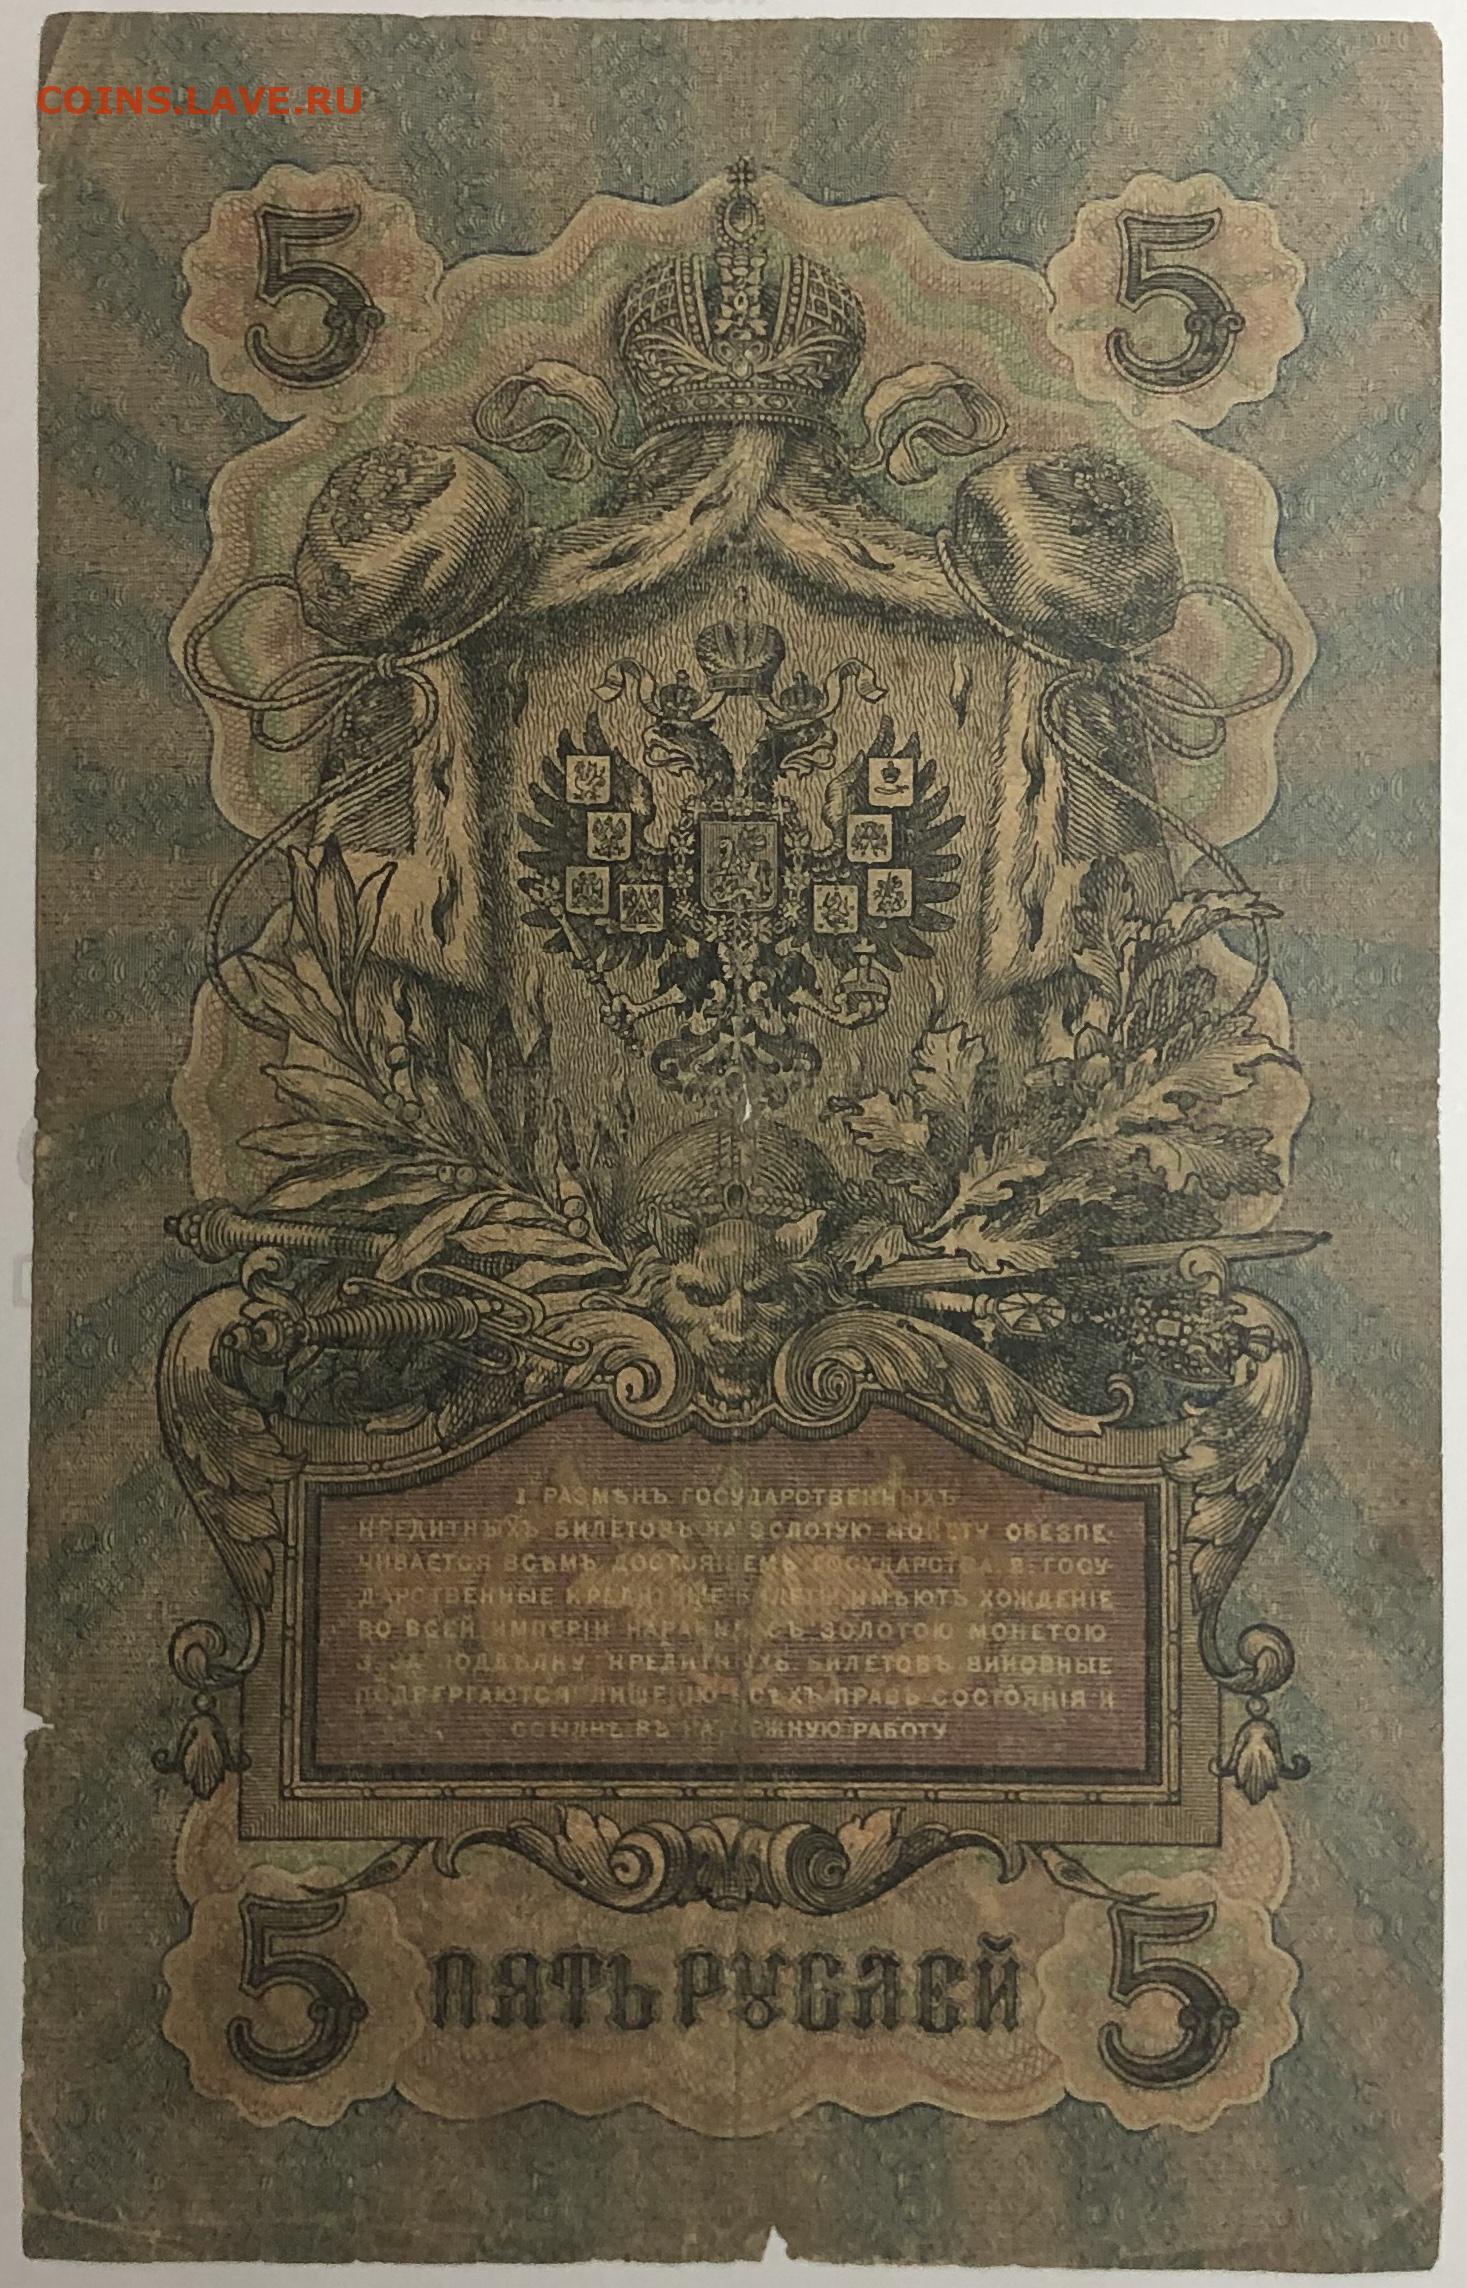 COINS.LAVE.RU
5 5
1. РАЗМѢНЪ ГОСУДАРСТВЕННЫХЪ
КРЕДИТНЫХЪ БИЛЕТОВЪ НА ЗОЛОТУЮ МОНЕТУ ОБЕЗПЕ-
ЧИВАЕТСЯ ВСѢМЪ ДОСТОЯНІЕМЪ ГОСУДАРСТВА. 2. ГОСУ-
ДАРСТВЕННЫЕ КРЕДИТНЫЕ БИЛЕТЫ ИМѢЮТЪ ХОЖДЕНІЕ
ВО ВСЕЙ ИМПЕРІИ НАРАВНѢ СЪ ЗОЛОТОЮ МОНЕТОЮ
3. ЗА ПОДДѢЛКУ КРЕДИТНЫХЪ БИЛЕТОВЪ ВИНОВНЫЕ
ПОДВЕРГАЮТСЯ ЛИШЕНІЮ ВСѢХЪ ПРАВЪ СОСТОЯНІЯ И
ССЫЛКѢ ВЪ КАТОРЖНУЮ РАБОТУ
5 ПЯТЬ РУБЛЕЙ 5